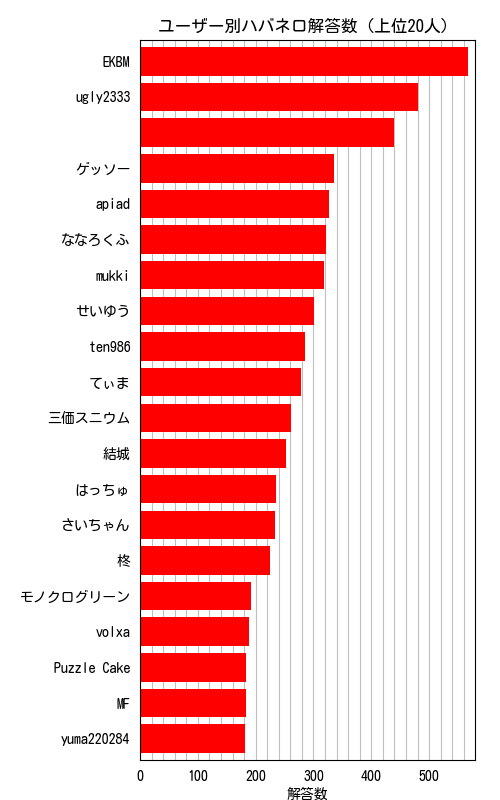 ユーザー別ハバネロ解答数 (上位20人)
EKBM
ugly2333
ゲッソー
apiad
ななろくふ
mukki
せいゆう
ten986
てぃま
三価スニウム
結城
はっちゅ
さいちゃん
柊
モノクログリーン
volxa
Puzzle Cake
MF
yuma220284
0 100 200 300 400 500
解答数